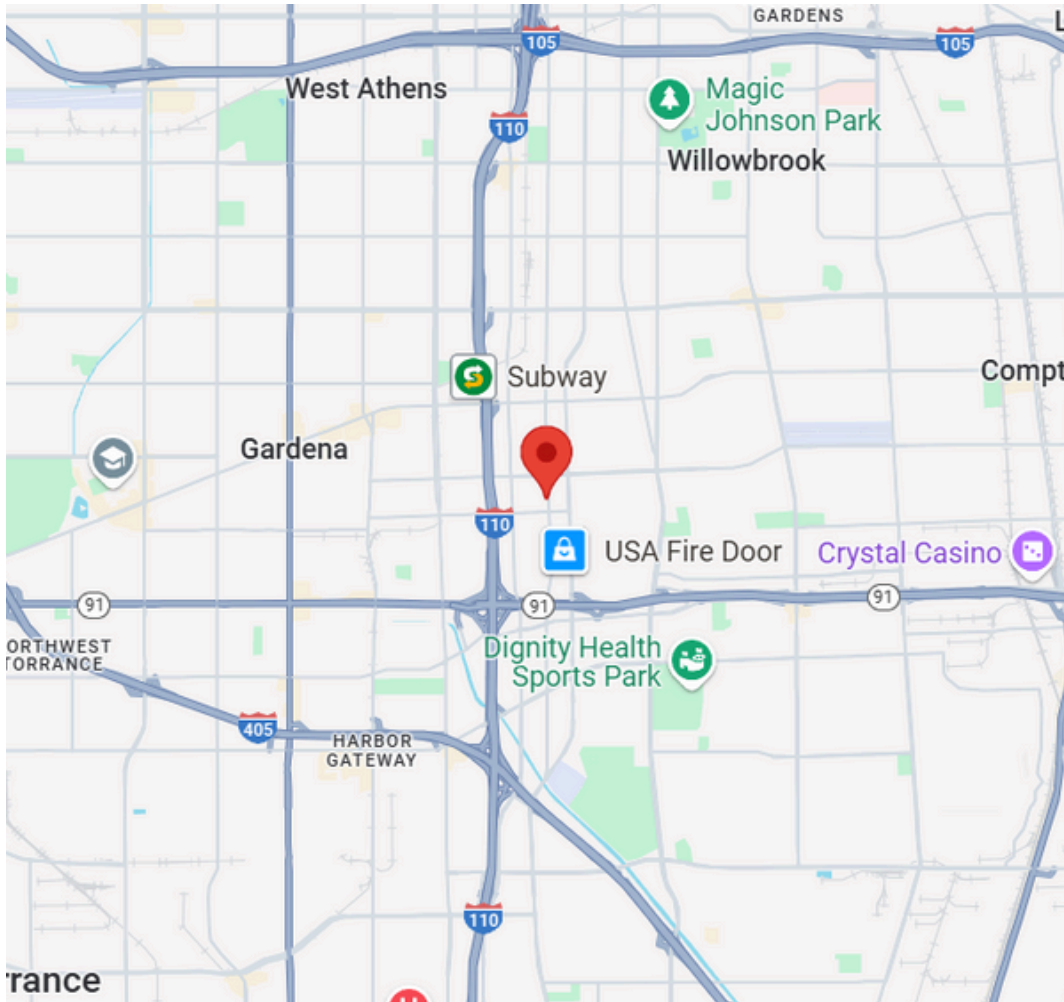 GARDENS
L
105
105
West Athens
Magic
Johnson Park
110
Willowbrook
Subway
Compt
Gardena
110
USA Fire Door
Crystal Casino
91
91
91
ORTHWEST
TORRANCE
Dignity Health
Sports Park
405
HARBOR
GATEWAY
110
rrance